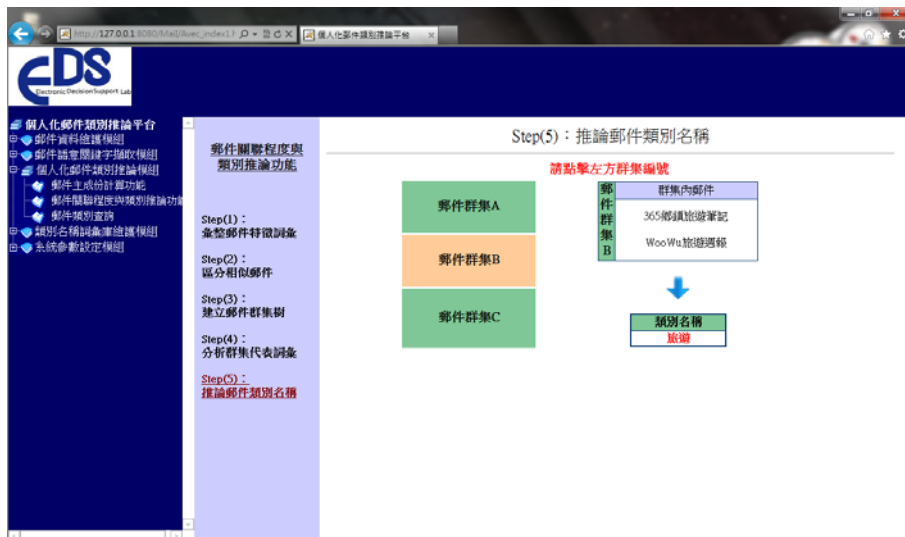 http://127.0.0.1:8080/Mail/Avec_index1.h
個人化郵件類別推論平台
EDS
Electronic Decision Support Lab
個人化郵件類別推論平台
郵件資料維護模組
郵件語意關鍵字擷取模組
個人化郵件類別推論模組
郵件主成份計算功能
郵件關聯程度與類別推論功能
郵件類別查詢
類別名稱詞彙庫維護模組
系統參數設定模組
郵件關聯程度與
類別推論功能
Step(1)：
彙整郵件特徵詞彙
Step(2)：
區分相似郵件
Step(3)：
建立郵件群集樹
Step(4)：
分析群集代表詞彙
Step(5)：
推論郵件類別名稱
Step(5)：推論郵件類別名稱
請點擊左方群集編號
郵件群集A
郵件群集B
郵件群集C
郵件群集B
群集內郵件
365鄉鎮旅遊筆記
WooWu旅遊週報
類別名稱
旅遊